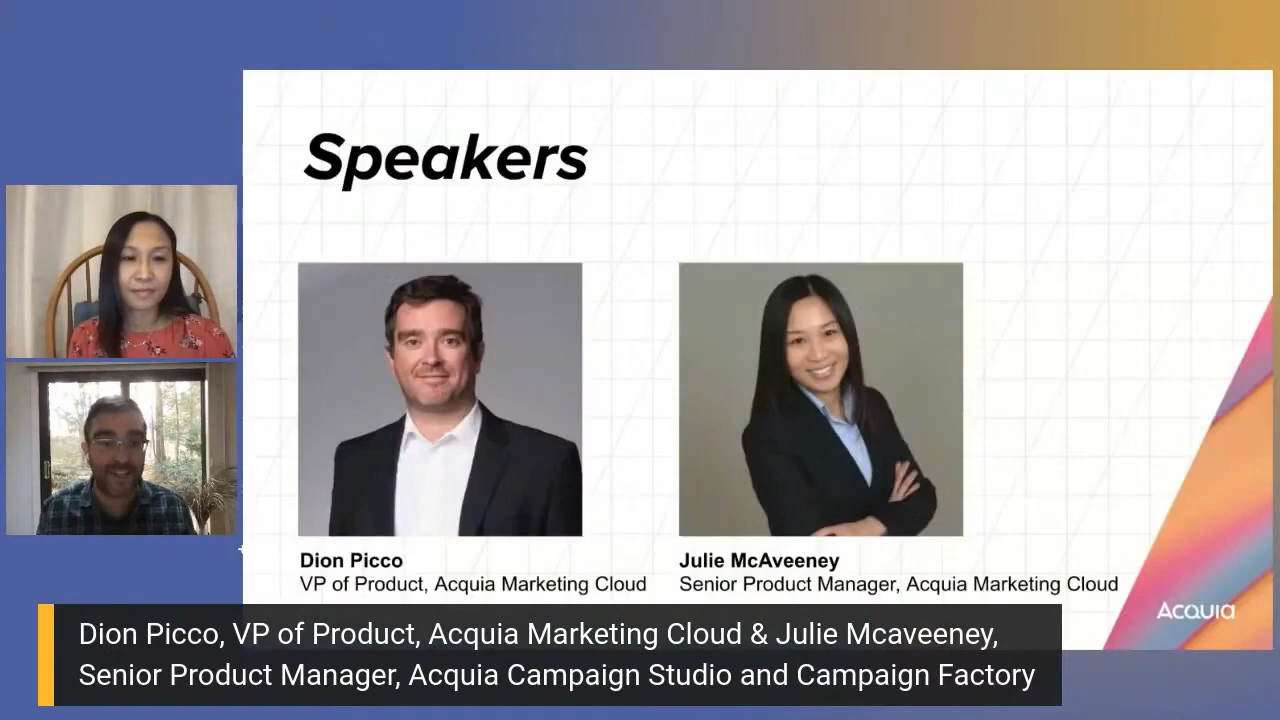 Speakers
Dion Picco
VP of Product, Acquia Marketing Cloud
Julie McAveeney
Senior Product Manager, Acquia Marketing Cloud
Acquia
Dion Picco, VP of Product, Acquia Marketing Cloud & Julie Mcaveeney,
Senior Product Manager, Acquia Campaign Studio and Campaign Factory